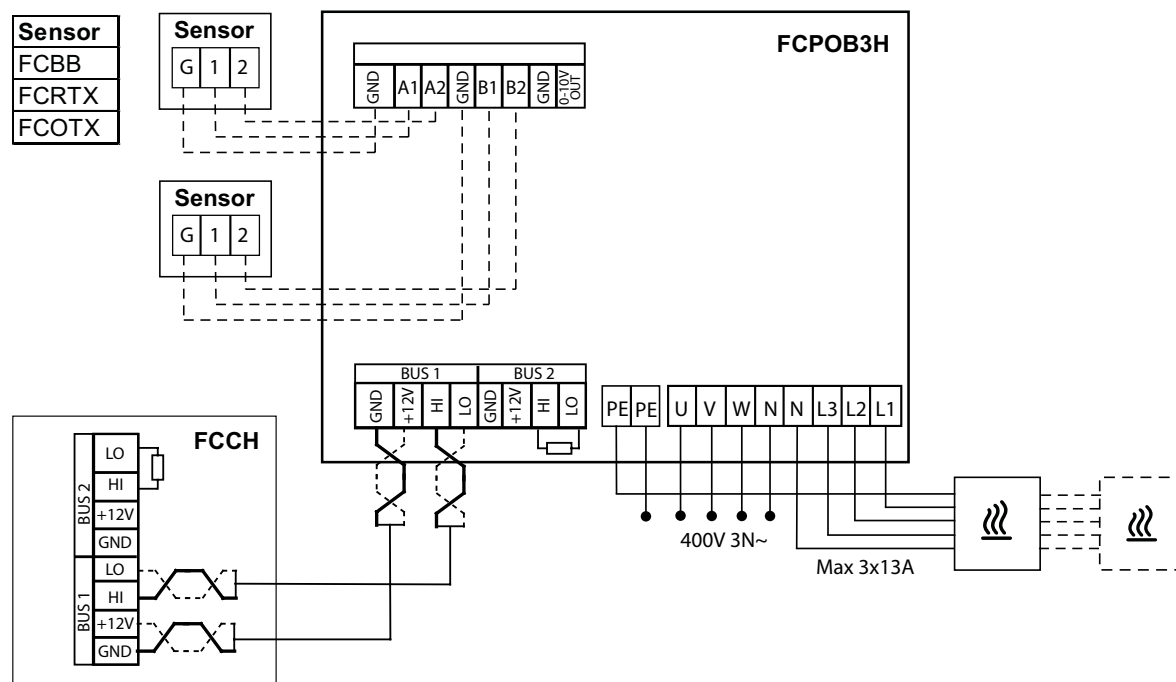 Sensor
FCBB
FCRTX
FCOTX
Sensor
G 1 2
FCPOB3H
GND A1 A2 GND B1 B2 GND 0-10V OUT
Sensor
G 1 2
BUS 1 BUS 2
GND +12V HI LO GND +12V HI LO
PE PE U V W N N L3 L2 L1
400V 3N~
Max 3x13A
FCCH
BUS 2
LO
HI
+12V
GND
BUS 1
LO
HI
+12V
GND